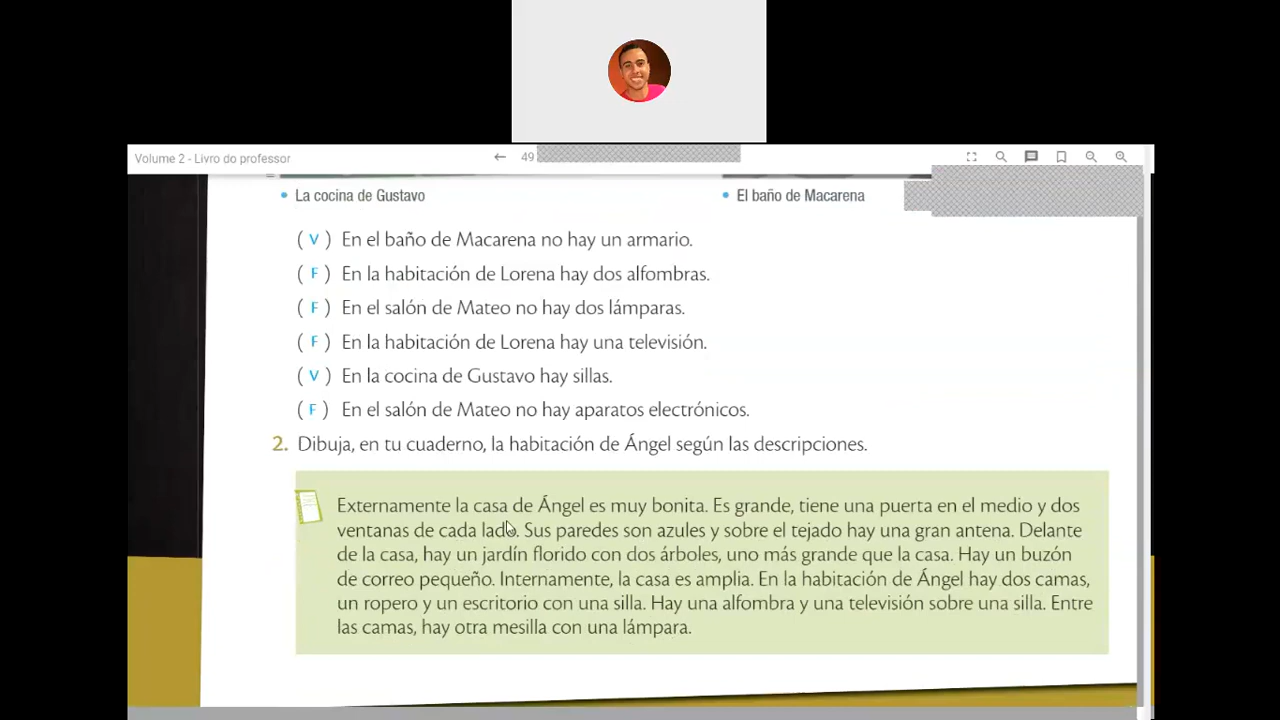 Volume 2 - Livro do professor
49
La cocina de Gustavo
El baño de Macarena
( V ) En el baño de Macarena no hay un armario.
( F ) En la habitación de Lorena hay dos alfombras.
( F ) En el salón de Mateo no hay dos lámparas.
( F ) En la habitación de Lorena hay una televisión.
( V ) En la cocina de Gustavo hay sillas.
( F ) En el salón de Mateo no hay aparatos electrónicos.
2. Dibuja, en tu cuaderno, la habitación de Ángel según las descripciones.
Externamente la casa de Ángel es muy bonita. Es grande, tiene una puerta en el medio y dos
ventanas de cada lado. Sus paredes son azules y sobre el tejado hay una gran antena. Delante
de la casa, hay un jardín florido con dos árboles, uno más grande que la casa. Hay un buzón
de correo pequeño. Internamente, la casa es amplia. En la habitación de Ángel hay dos camas,
un ropero y un escritorio con una silla. Hay una alfombra y una televisión sobre una silla. Entre
las camas, hay otra mesilla con una lámpara.